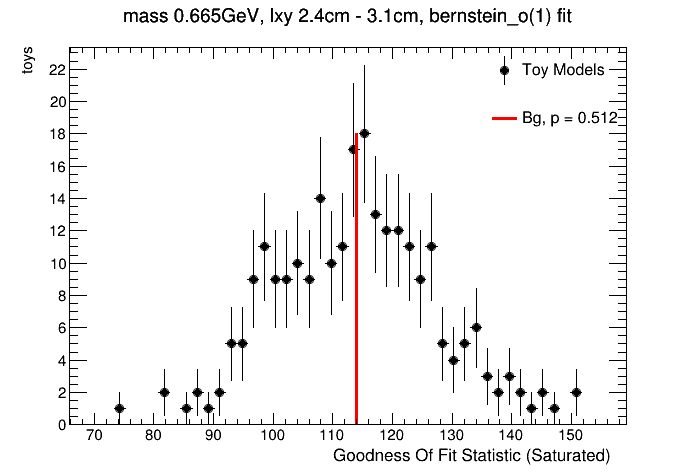 mass 0.665GeV, lxy 2.4cm - 3.1cm, bernstein_o(1) fit
toys
Toy Models
Bg, p = 0.512
22
20
18
16
14
12
10
8
6
4
2
0
70 80 90 100 110 120 130 140 150
Goodness Of Fit Statistic (Saturated)